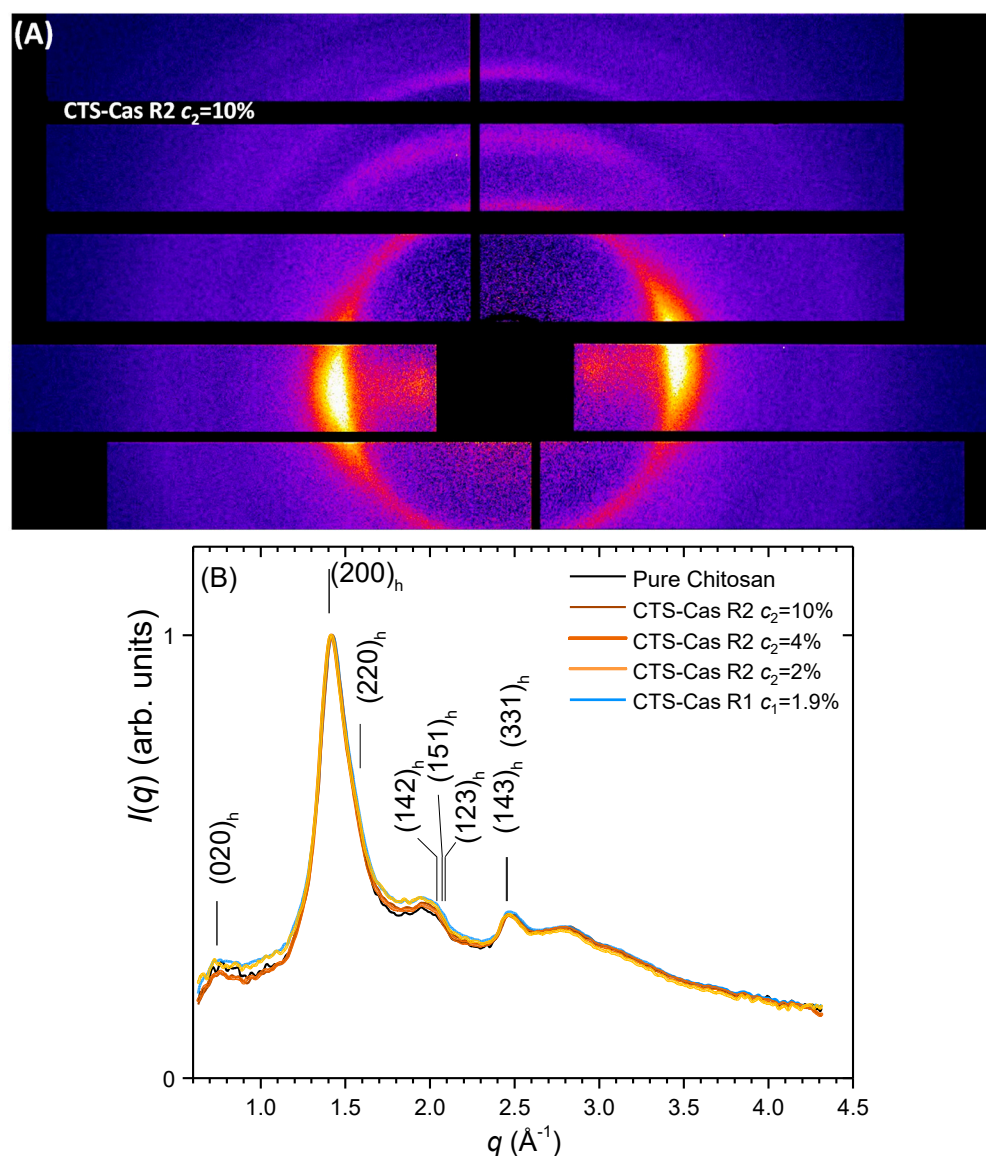 (A)
CTS-Cas R2 c₂=10%
(B)
(200)ₕ
(220)ₕ
(020)ₕ
(142)ₕ
(151)ₕ
(123)ₕ
(143)ₕ (331)ₕ
Pure Chitosan
CTS-Cas R2 c₂=10%
CTS-Cas R2 c₂=4%
CTS-Cas R2 c₂=2%
CTS-Cas R1 c₁=1.9%
I(q) (arb. units)
1
0
1.0 1.5 2.0 2.5 3.0 3.5 4.0 4.5
q (Å⁻¹)